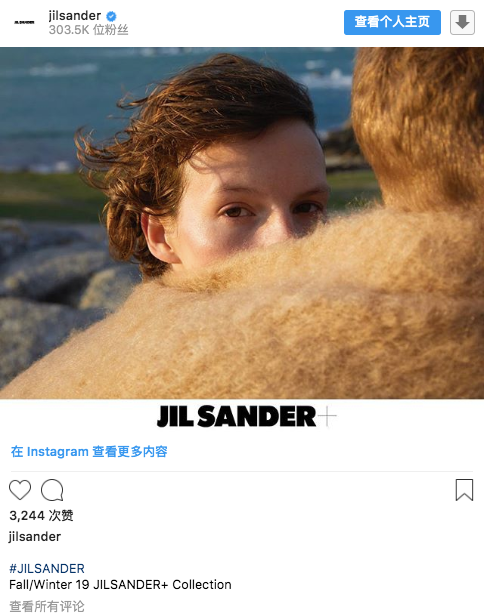 JIL SANDER
jilsander
303.5K 位粉丝
查看个人主页
JIL SANDER+
在 Instagram 查看更多内容
3,244 次赞
jilsander
#JILSANDER
Fall/Winter 19 JILSANDER+ Collection
查看所有评论